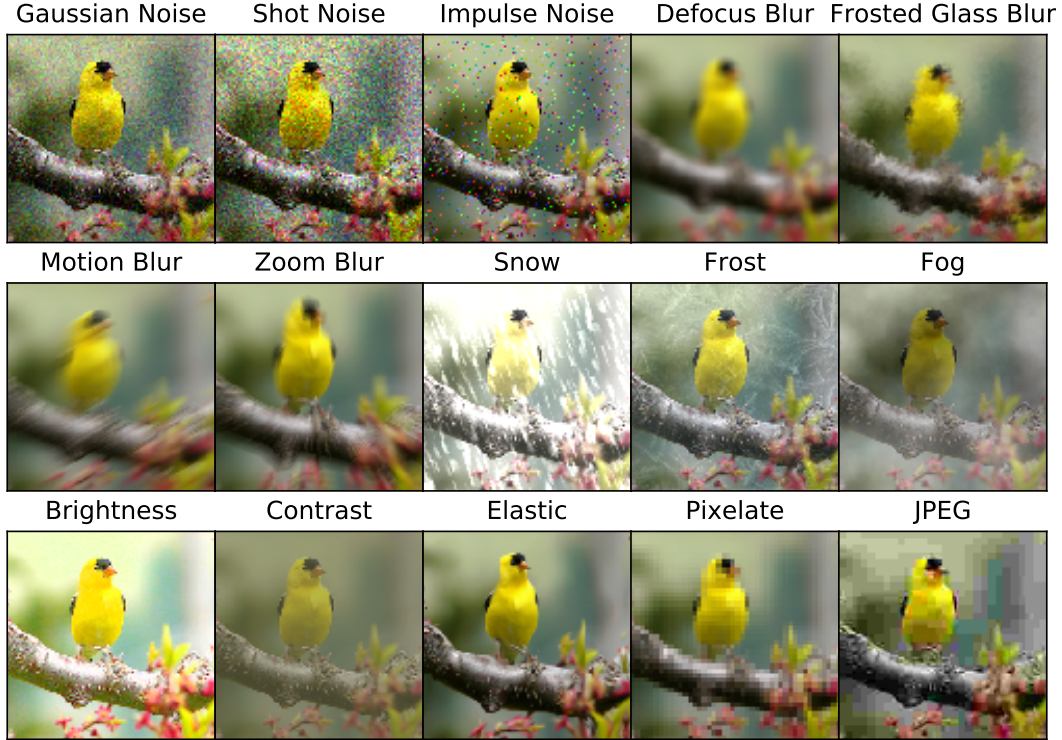 Gaussian Noise Shot Noise Impulse Noise Defocus Blur Frosted Glass Blur
Motion Blur Zoom Blur Snow Frost Fog
Brightness Contrast Elastic Pixelate JPEG